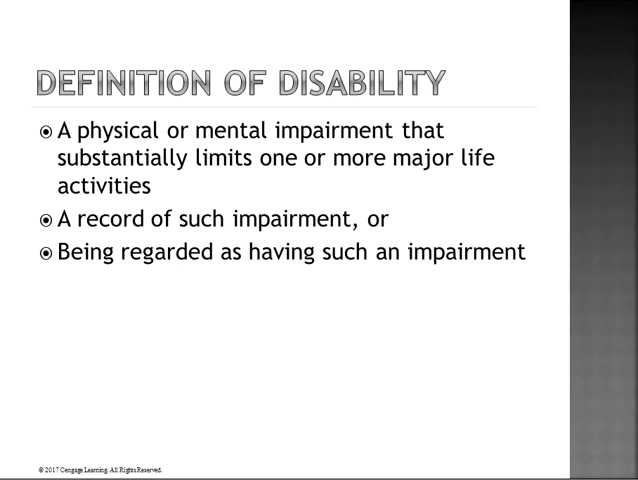 DEFINITION OF DISABILITY
⦿ A physical or mental impairment that
substantially limits one or more major life
activities
⦿ A record of such impairment, or
⦿ Being regarded as having such an impairment
© 2017 Cengage Learning. All Rights Reserved.